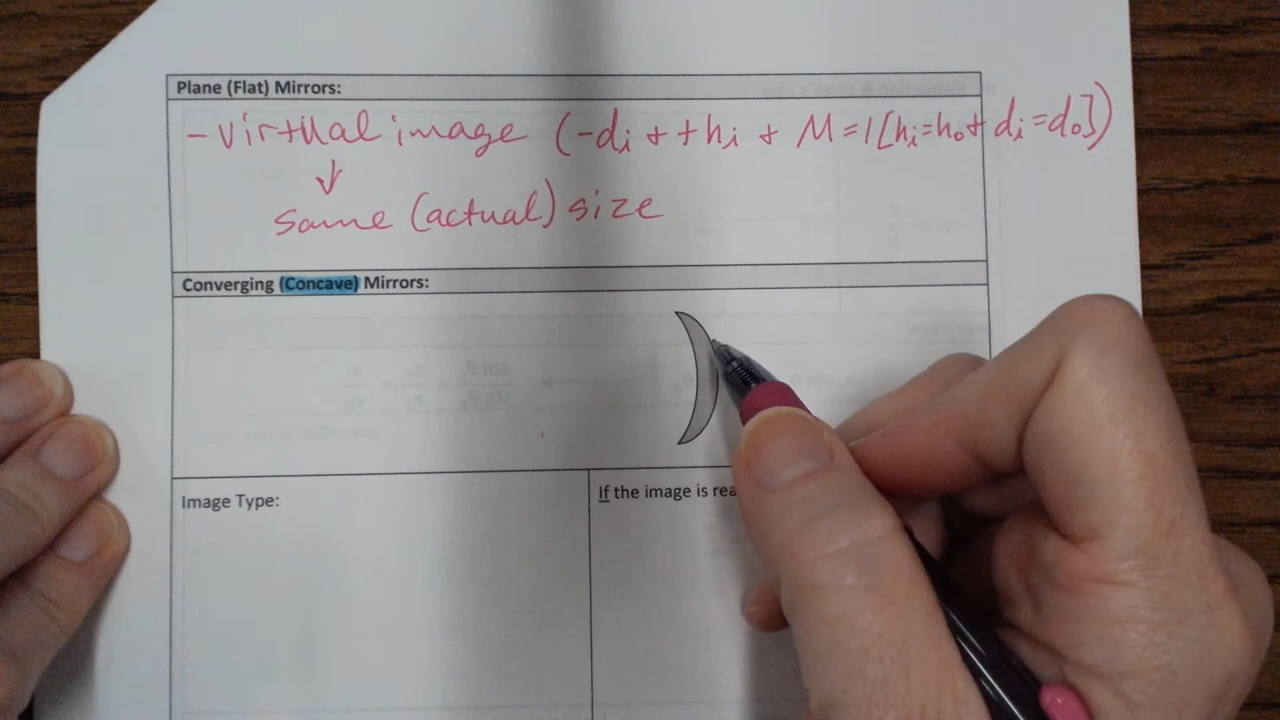 Plane (Flat) Mirrors:
- virtual image (-di + +hi + M=1[hi=ho+ di=do])
↓
same (actual) size
Converging (Concave) Mirrors:
Image Type:
If the image is